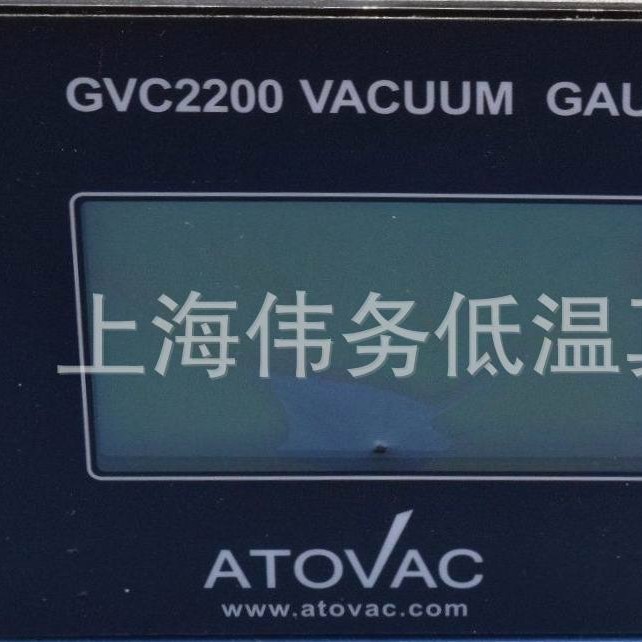 GVC2200 VACUUM GAU
上海伟务低温
ATOVAC
www.atovac.com